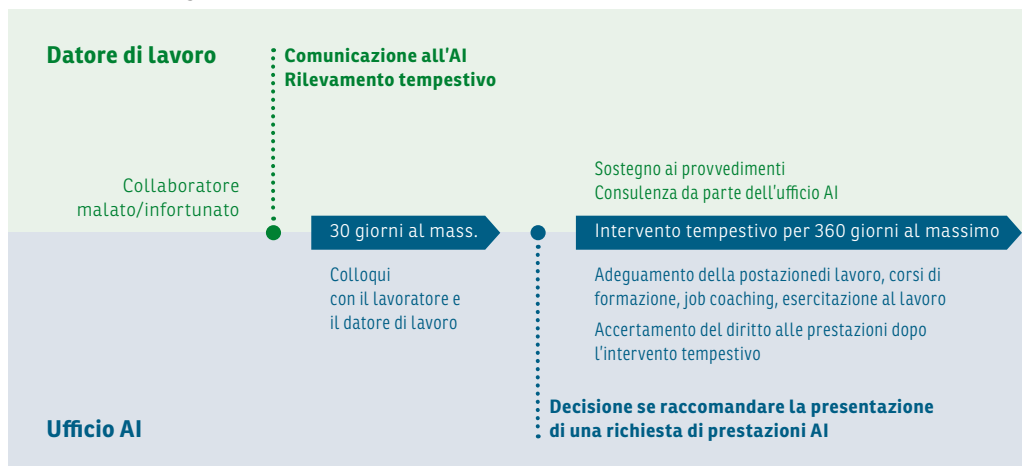 Datore di lavoro
Comunicazione all'AI
Rilevamento tempestivo
Collaboratore
malato/infortunato
Sostegno ai provvedimenti
Consulenza da parte dell'ufficio AI
30 giorni al mass.
Intervento tempestivo per 360 giorni al massimo
Colloqui
con il lavoratore e
il datore di lavoro
Adeguamento della postazionedi lavoro, corsi di
formazione, job coaching, esercitazione al lavoro
Accertamento del diritto alle prestazioni dopo
l'intervento tempestivo
Decisione se raccomandare la presentazione
di una richiesta di prestazioni AI
Ufficio AI